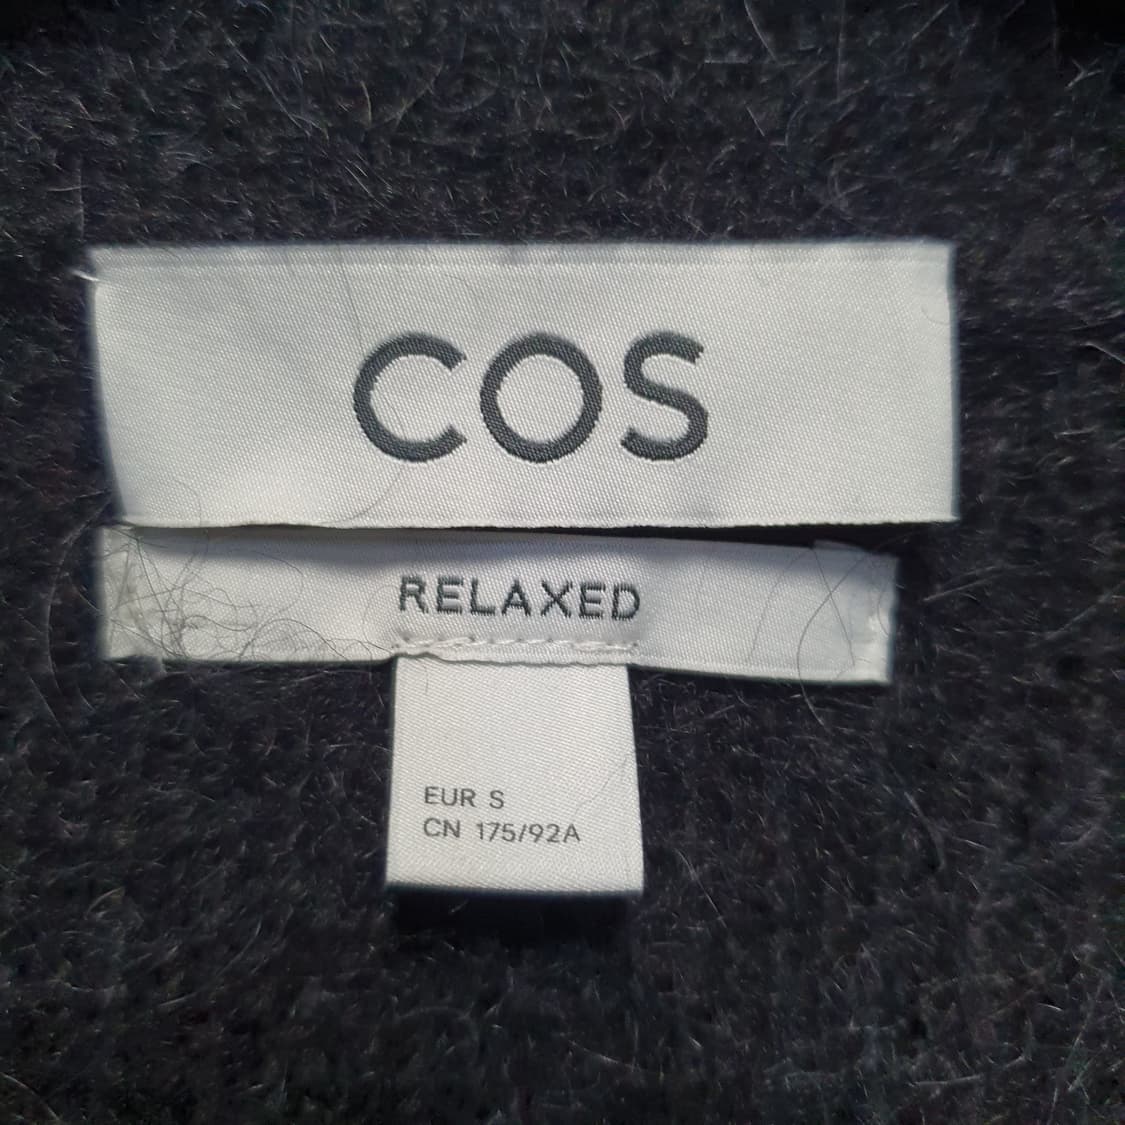 COS
RELAXED
EUR S
CN 175/92A